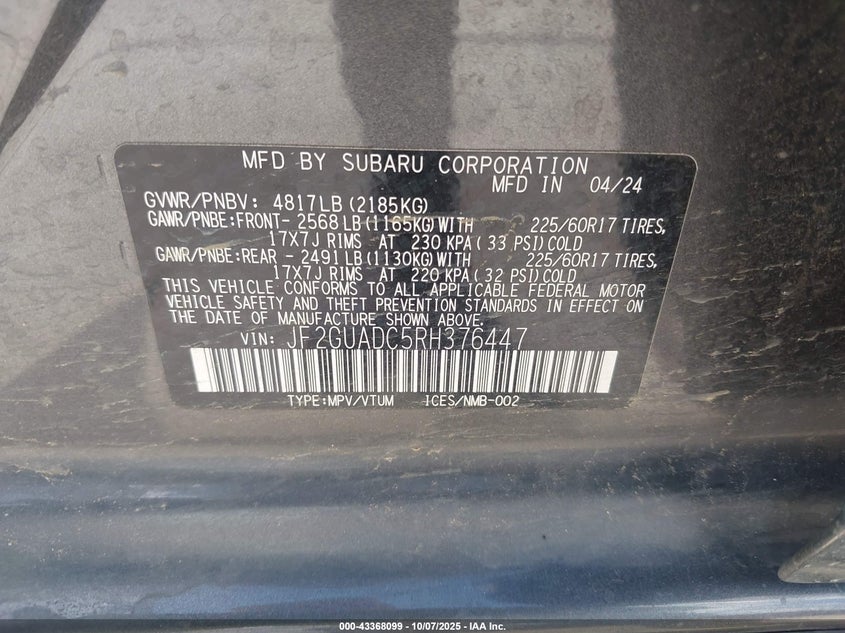 MFD BY SUBARU CORPORATION
MFD IN 04/24
GVWR/PNBV: 4817LB(2185KG)
GAWR/PNBE:FRONT- 2568LB(1165KG)WITH 225/60R17 TIRES,
17X7J RIMS AT 230 KPA( 33 PSI)COLD
GAWR/PNBE:REAR - 2491LB(1130KG)WITH 225/60R17 TIRES,
17X7J RIMS AT 220 KPA( 32 PSI)COLD
THIS VEHICLE CONFORMS TO ALL APPLICABLE FEDERAL MOTOR
VEHICLE SAFETY AND THEFT PREVENTION STANDARDS IN EFFECT ON
THE DATE OF MANUFACTURE SHOWN ABOVE.
VIN: JF2GUADC5RH376447
TYPE:MPV/VTUM ICES/NMB-002
000-43368099 - 10/07/2025 - IAA Inc.